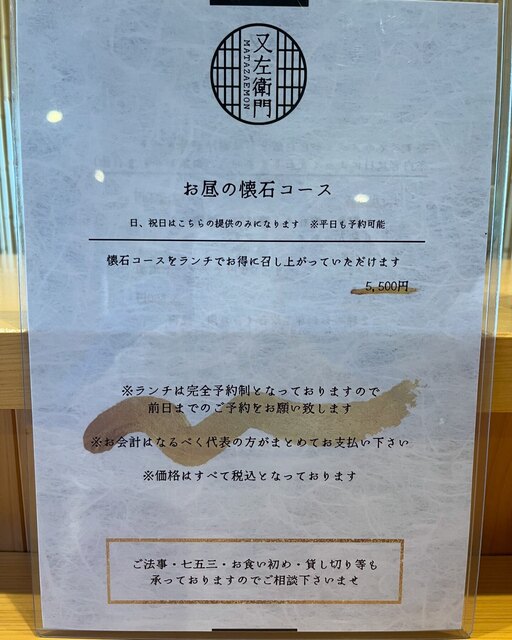 又左衛門
MATAZAEMON
お昼の懐石コース
日、祝日はこちらの提供のみになります ※平日も予約可能
懐石コースをランチでお得に召し上がっていただけます
5,500円
※ランチは完全予約制となっておりますので
前日までのご予約をお願い致します
※お会計はなるべく代表の方がまとめてお支払い下さい
※価格はすべて税込となっております
ご法事・七五三・お食い初め・貸し切り等も
承っておりますのでご相談下さいませ